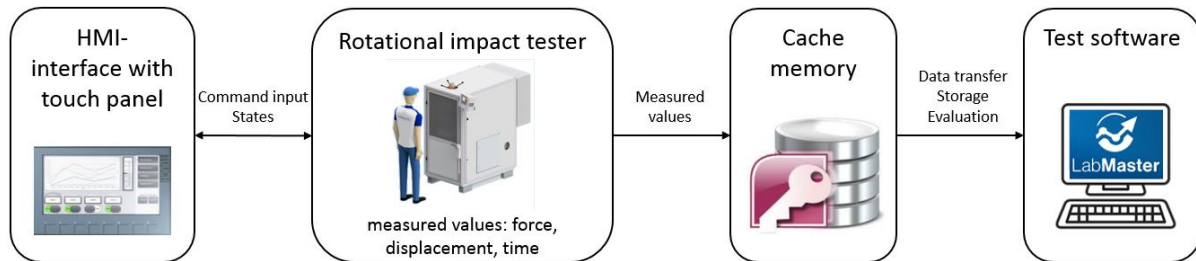 HMI-
interface with
touch panel
Command input
States
Rotational impact tester
measured values: force,
displacement, time
Measured
values
Cache
memory
Data transfer
Storage
Evaluation
Test software
LabMaster